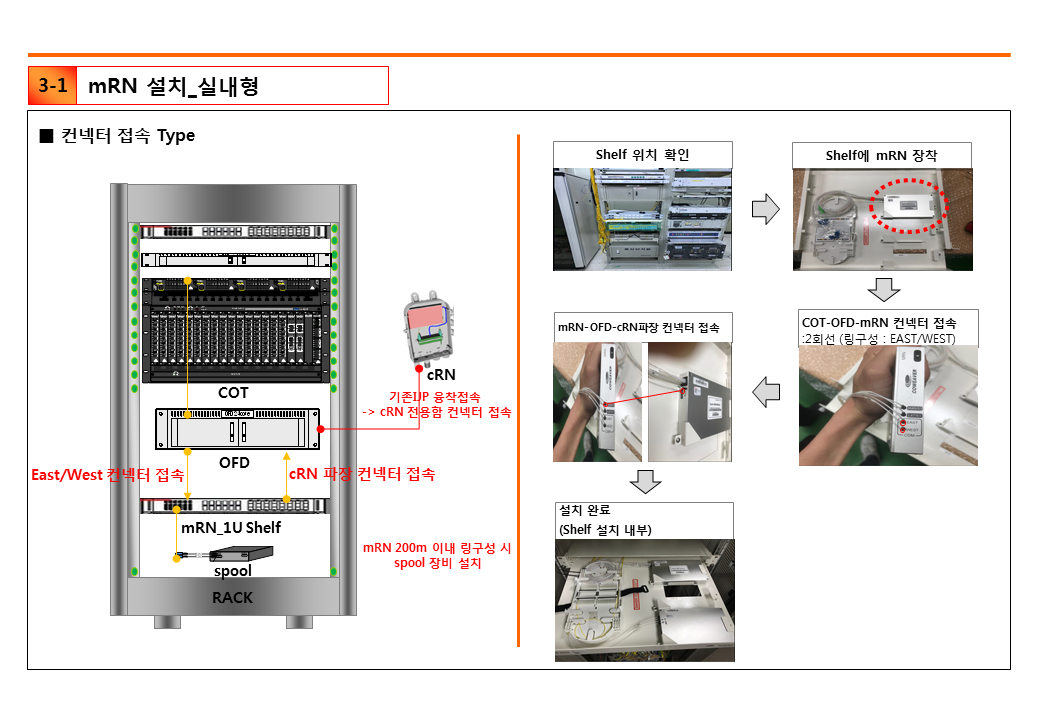 3-1
mRN 설치_실내형
■ 컨넥터 접속 Type
COT
OFD
cRN
기존IJP 융착접속
-> cRN 전용함 컨넥터 접속
East/West 컨넥터 접속
cRN 파장 컨넥터 접속
mRN_1U Shelf
spool
mRN 200m 이내 링구성 시
spool 장비 설치
RACK
Shelf 위치 확인
Shelf에 mRN 장착
COT-OFD-mRN 컨넥터 접속
:2회선 (링구성 : EAST/WEST)
COWEAVER
EAST
WEST
COM
mRN-OFD-cRN파장 컨넥터 접속
설치 완료
(Shelf 설치 내부)